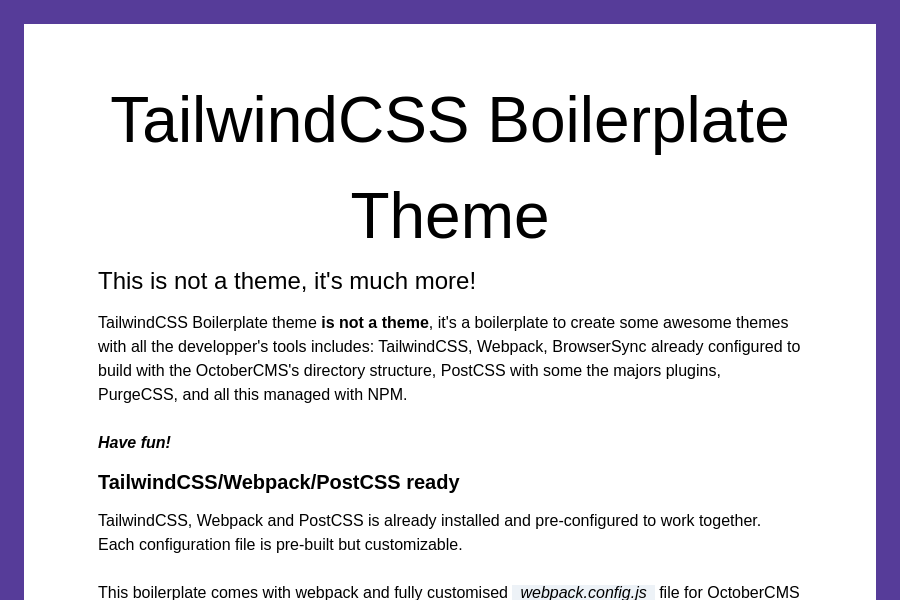 TailwindCSS Boilerplate
Theme
This is not a theme, it's much more!
TailwindCSS Boilerplate theme is not a theme, it's a boilerplate to create some awesome themes
with all the developper's tools includes: TailwindCSS, Webpack, BrowserSync already configured to
build with the OctoberCMS's directory structure, PostCSS with some the majors plugins,
PurgeCSS, and all this managed with NPM.
Have fun!
TailwindCSS/Webpack/PostCSS ready
TailwindCSS, Webpack and PostCSS is already installed and pre-configured to work together.
Each configuration file is pre-built but customizable.
This boilerplate comes with webpack and fully customised webpack.config.js file for OctoberCMS